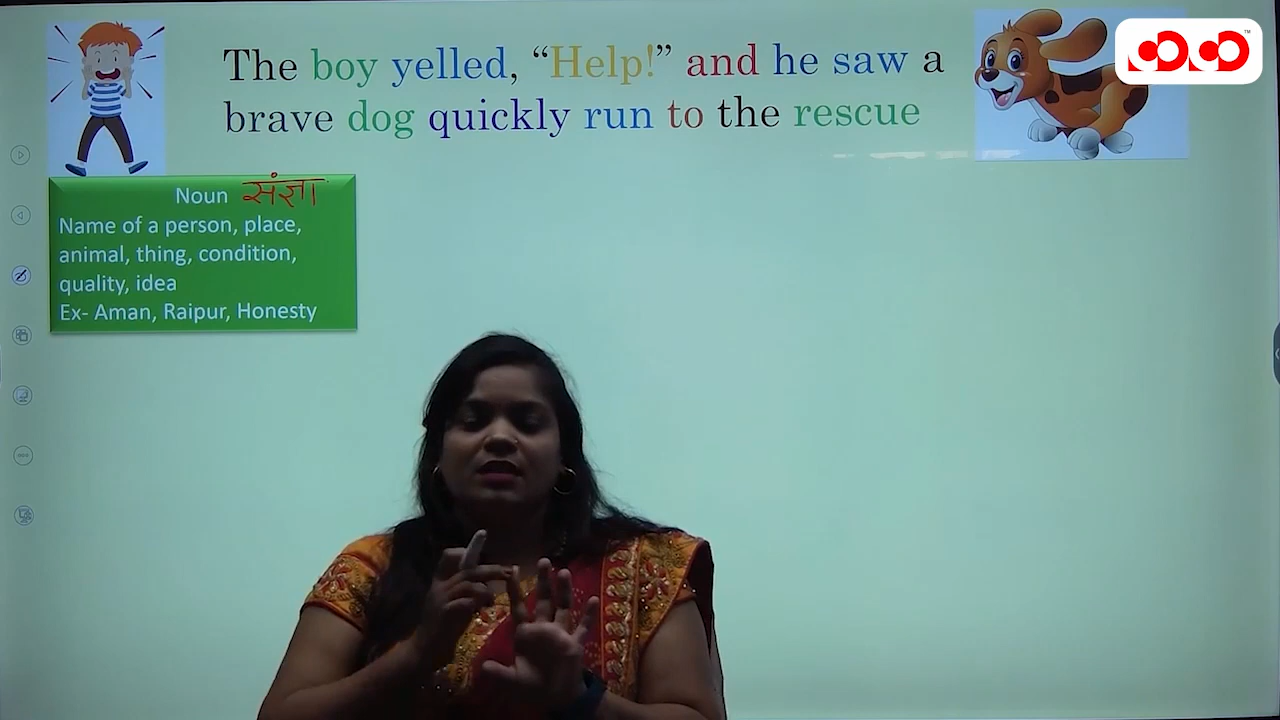 The boy yelled, “Help!” and he saw a
brave dog quickly run to the rescue
Noun संज्ञा
Name of a person, place,
animal, thing, condition,
quality, idea
Ex- Aman, Raipur, Honesty